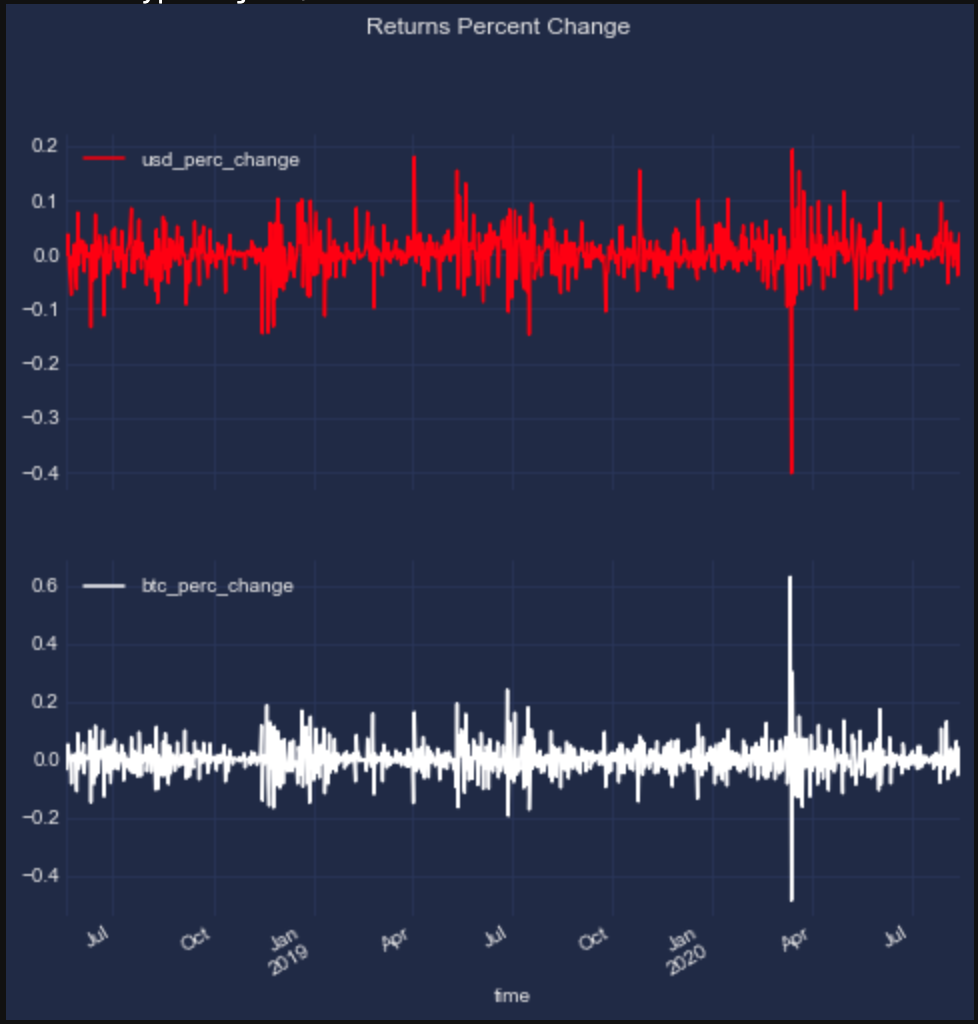 Returns Percent Change
0.2
usd_perc_change
0.1
0.0
−0.1
−0.2
−0.3
−0.4
0.6
btc_perc_change
0.4
0.2
0.0
−0.2
−0.4
Jul
Oct
Jan
2019
Apr
Jul
Oct
Jan
2020
Apr
Jul
time